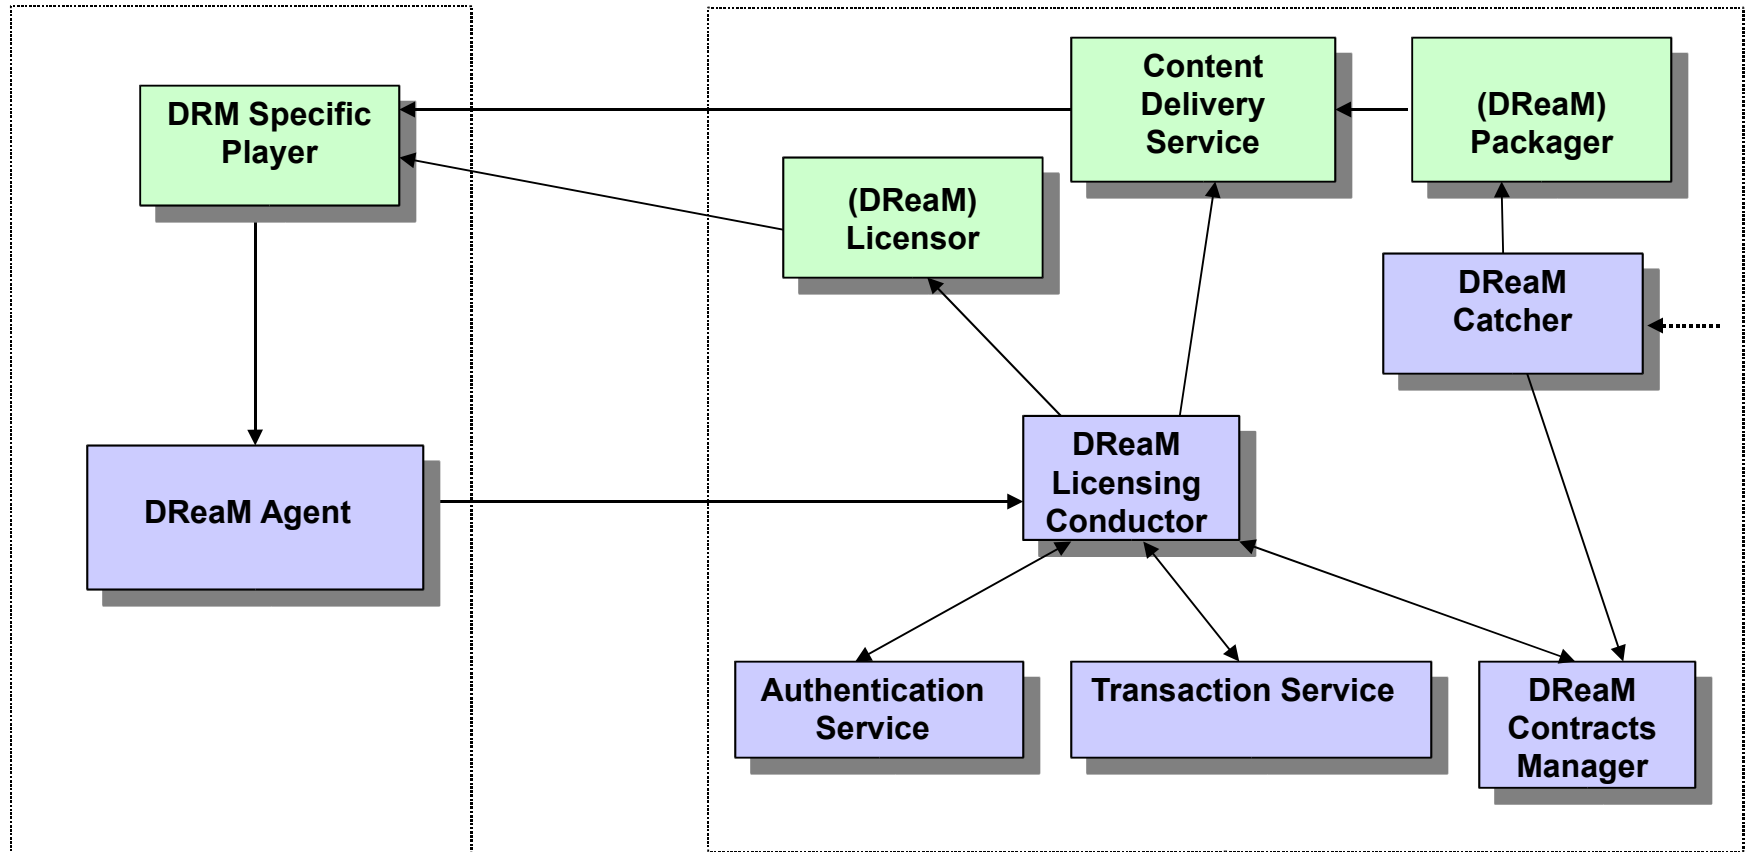 DRM Specific
Player
Content
Delivery
Service
(DReaM)
Packager
(DReaM)
Licensor
DReaM
Catcher
DReaM Agent
DReaM
Licensing
Conductor
Authentication
Service
Transaction Service
DReaM
Contracts
Manager